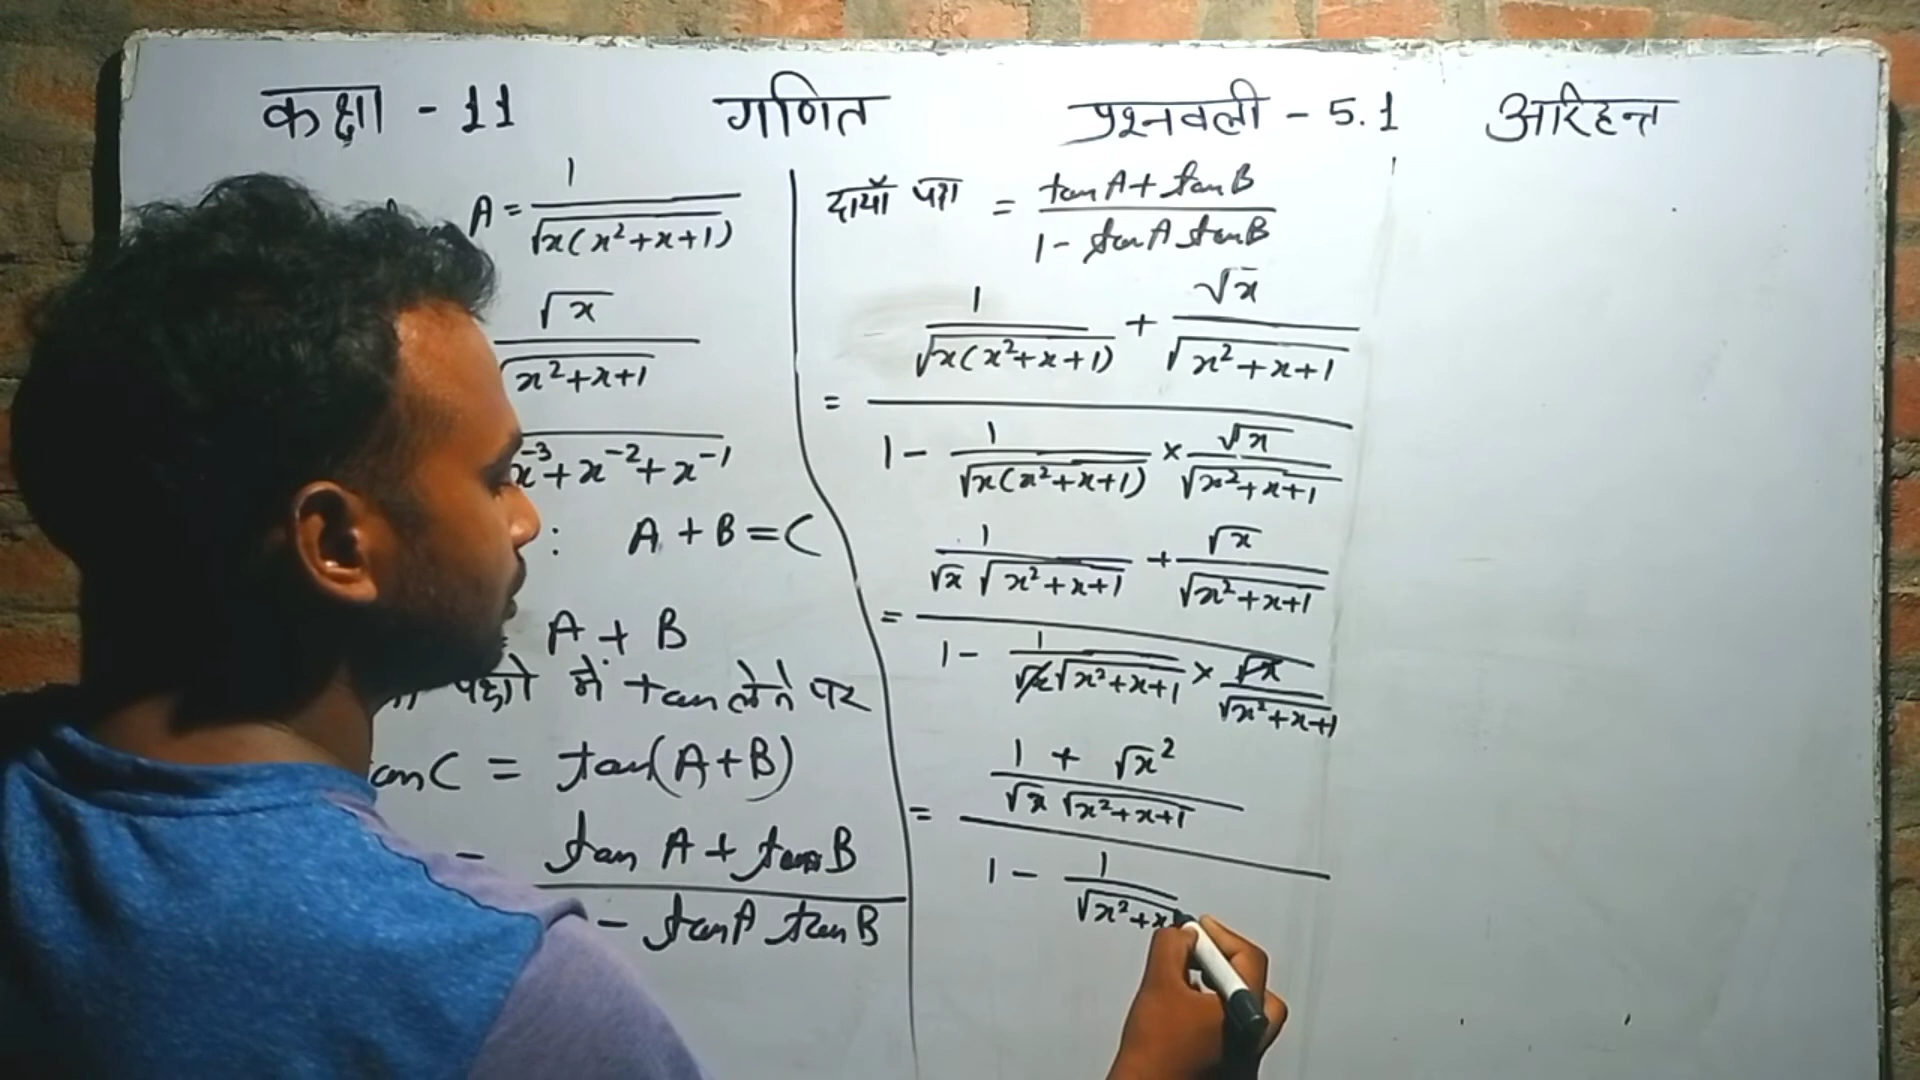 कक्षा - 11 गणित प्रश्नवली - 5.1 अरिहन्त
A = 1/√x(x²+x+1)
√x/√x²+x+1
√x⁻³+x⁻²+x⁻¹
: A + B = C
A + B
पक्षो में tan लेने पर
tan C = tan(A+B)
= tan A + tan B
- tan A tan B
दायाँ पक्ष = tan A + tan B / 1 - tan A tan B
= 1/√x(x²+x+1) + √x/√x²+x+1
1 - 1/√x(x²+x+1) × √x/√x²+x+1
= 1/√x √x²+x+1 + √x/√x²+x+1
1 - 1/√x√x²+x+1 × √x/√x²+x+1
= 1 + √x²/√x √x²+x+1
1 - 1/√x²+x